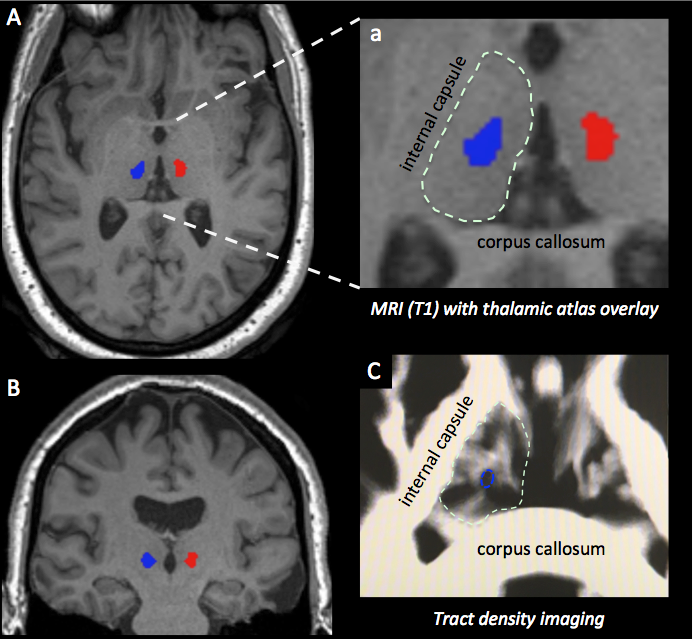 A
a
internal capsule
corpus callosum
MRI (T1) with thalamic atlas overlay
B
C
internal capsule
corpus callosum
Tract density imaging